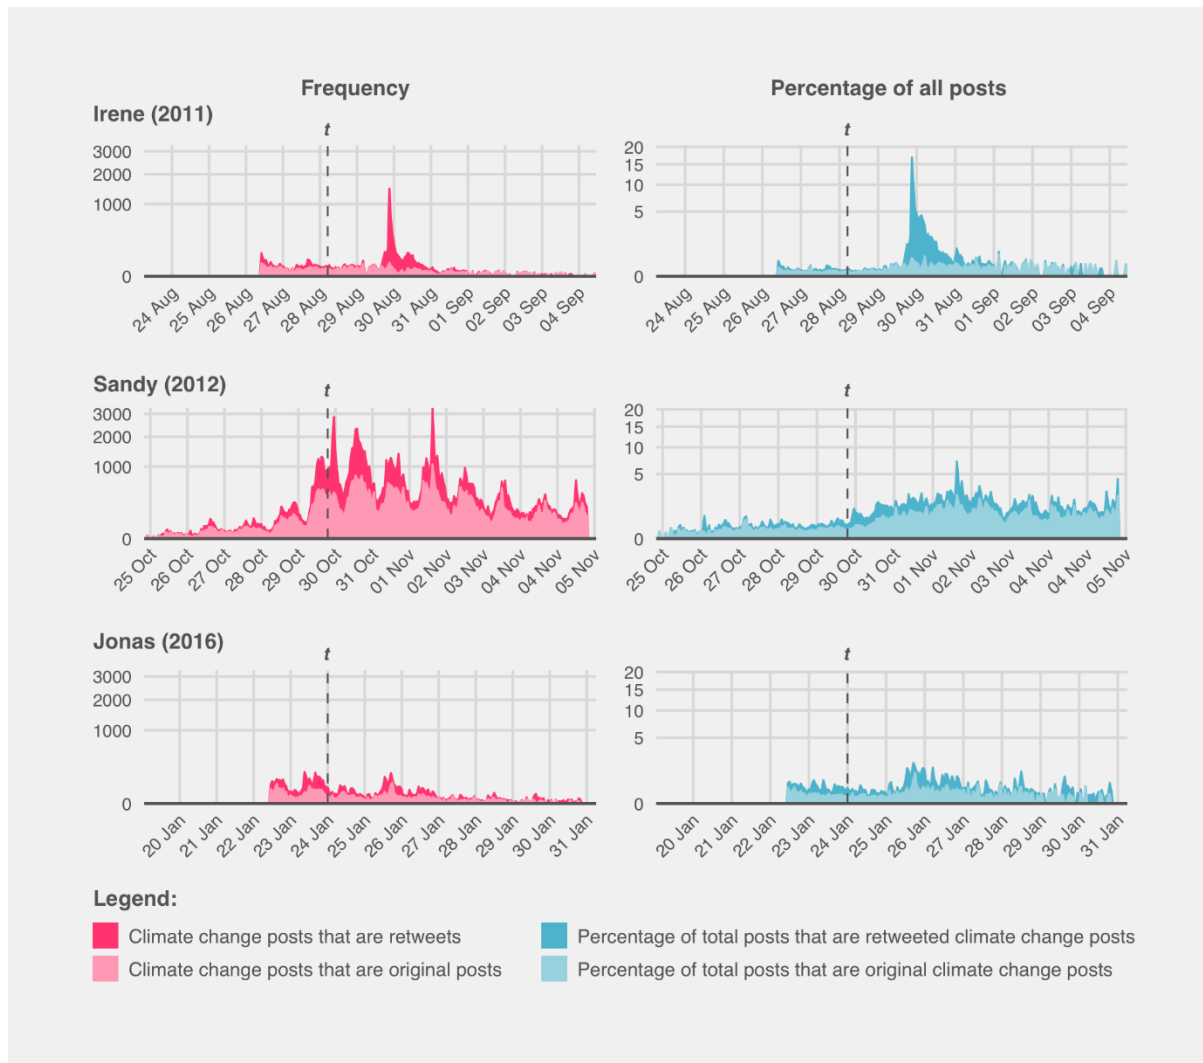 Frequency
Percentage of all posts
Irene (2011)
t
t
3000
2000
1000
0
20
15
10
5
0
24 Aug
25 Aug
26 Aug
27 Aug
28 Aug
29 Aug
30 Aug
31 Aug
01 Sep
02 Sep
03 Sep
04 Sep
24 Aug
25 Aug
26 Aug
27 Aug
28 Aug
29 Aug
30 Aug
31 Aug
01 Sep
02 Sep
03 Sep
04 Sep
Sandy (2012)
t
t
3000
2000
1000
0
20
15
10
5
0
25 Oct
26 Oct
27 Oct
28 Oct
29 Oct
30 Oct
31 Oct
01 Nov
02 Nov
03 Nov
04 Nov
04 Nov
05 Nov
25 Oct
26 Oct
27 Oct
28 Oct
29 Oct
30 Oct
31 Oct
01 Nov
02 Nov
03 Nov
04 Nov
04 Nov
05 Nov
Jonas (2016)
t
t
3000
2000
1000
0
20
15
10
5
0
20 Jan
21 Jan
22 Jan
23 Jan
24 Jan
25 Jan
26 Jan
27 Jan
28 Jan
29 Jan
30 Jan
31 Jan
20 Jan
21 Jan
22 Jan
23 Jan
24 Jan
25 Jan
26 Jan
27 Jan
28 Jan
29 Jan
30 Jan
31 Jan
Legend:
Climate change posts that are retweets
Percentage of total posts that are retweeted climate change posts
Climate change posts that are original posts
Percentage of total posts that are original climate change posts